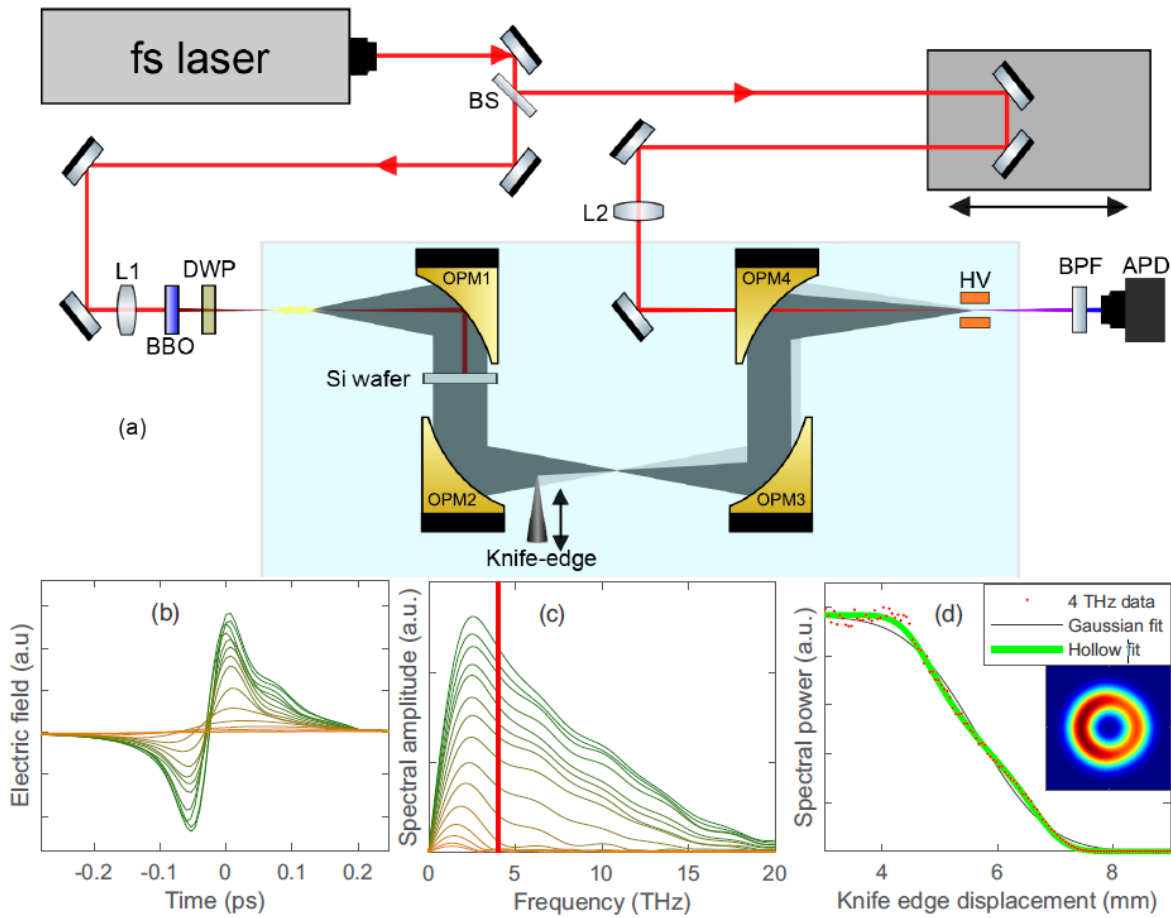 fs laser
BS
L2
L1
DWP
BBO
OPM1
OPM4
HV
BPF
APD
Si wafer
(a)
OPM2
OPM3
Knife-edge
(b)
Electric field (a.u)
-0.2
-0.1
0
0.1
0.2
Time (ps)
(c)
Spectral amplitude (a.u.)
0
5
10
15
20
Frequency (THz)
(d)
4 THz data
Gaussian fit
Hollow fit
Spectral power (a.u.)
4
6
8
Knife edge displacement (mm)